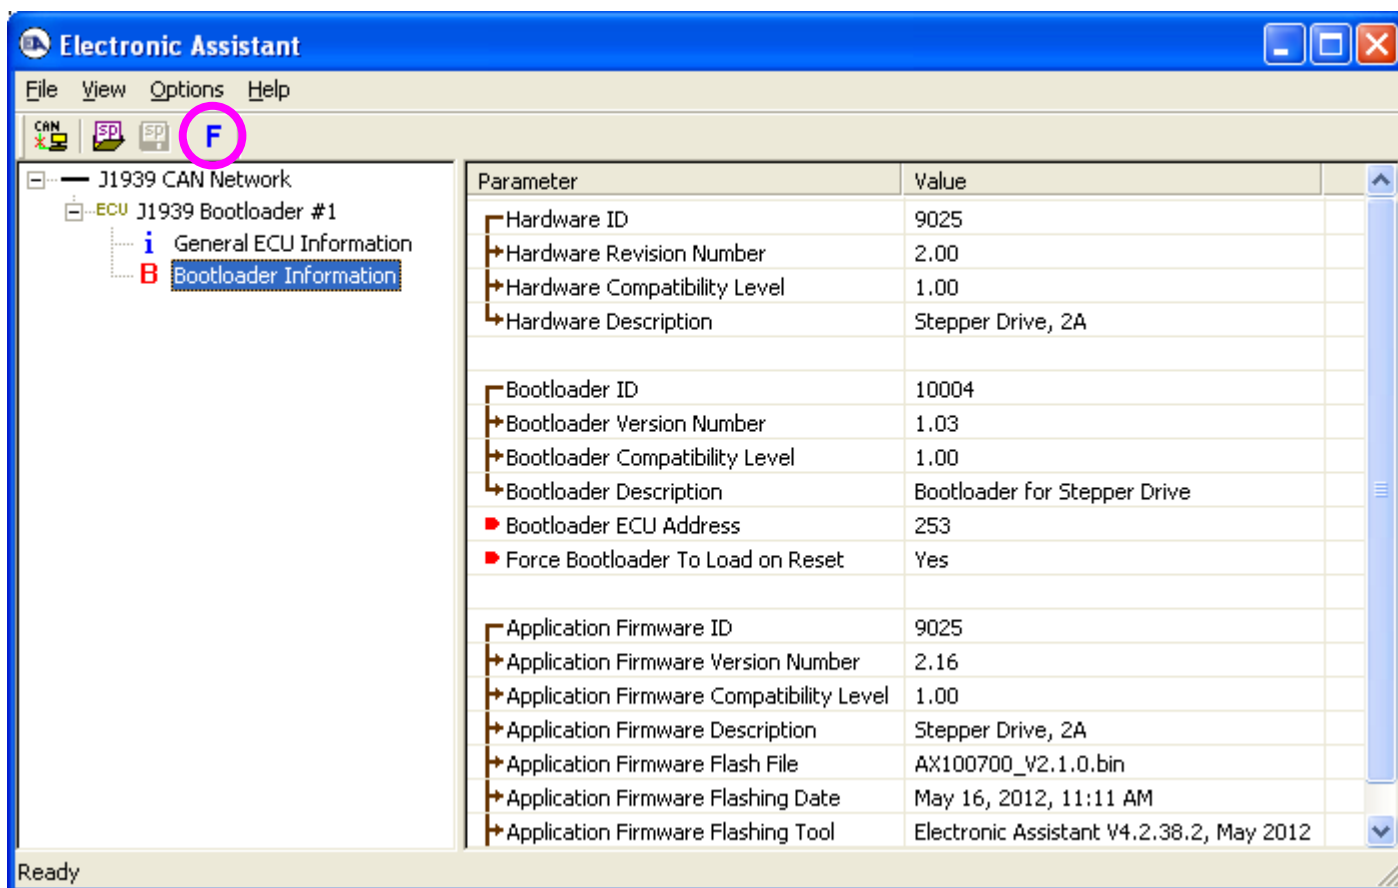 Electronic Assistant
File View Options Help
CAN SP SP F
J1939 CAN Network
ECU J1939 Bootloader #1
i General ECU Information
B Bootloader Information
Parameter Value
Hardware ID 9025
Hardware Revision Number 2.00
Hardware Compatibility Level 1.00
Hardware Description Stepper Drive, 2A
Bootloader ID 10004
Bootloader Version Number 1.03
Bootloader Compatibility Level 1.00
Bootloader Description Bootloader for Stepper Drive
Bootloader ECU Address 253
Force Bootloader To Load on Reset Yes
Application Firmware ID 9025
Application Firmware Version Number 2.16
Application Firmware Compatibility Level 1.00
Application Firmware Description Stepper Drive, 2A
Application Firmware Flash File AX100700_V2.1.0.bin
Application Firmware Flashing Date May 16, 2012, 11:11 AM
Application Firmware Flashing Tool Electronic Assistant V4.2.38.2, May 2012
Ready